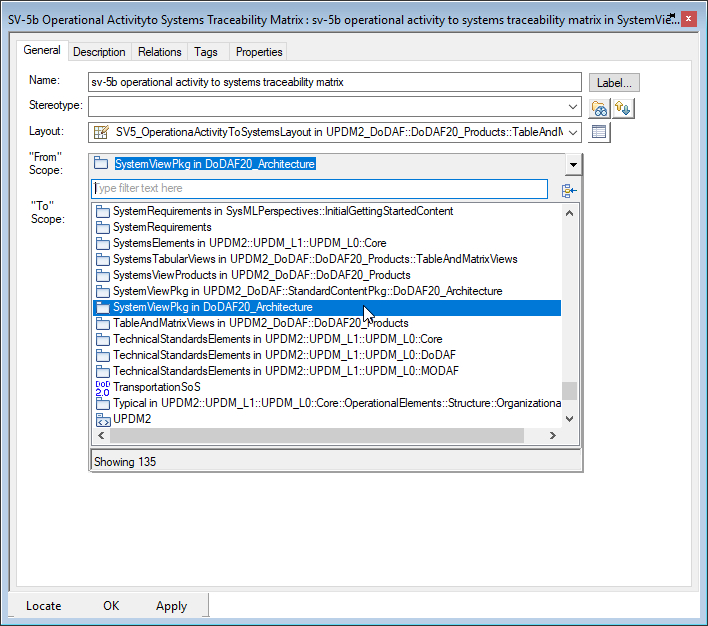 SV-5b Operational Activityto Systems Traceability Matrix : sv-5b operational activity to systems traceability matrix in SystemVie...
General Description Relations Tags Properties
Name: sv-5b operational activity to systems traceability matrix Label...
Stereotype:
Layout: SV5_OperationaActivityToSystemsLayout in UPDM2_DoDAF::DoDAF20_Products::TableAndM
"From" Scope: SystemViewPkg in DoDAF20_Architecture
Type filter text here
"To" Scope:
SystemRequirements in SysMLPerspectives::InitialGettingStartedContent
SystemRequirements
SystemsElements in UPDM2::UPDM_L1::UPDM_L0::Core
SystemsTabularViews in UPDM2_DoDAF::DoDAF20_Products::TableAndMatrixViews
SystemsViewProducts in UPDM2_DoDAF::DoDAF20_Products
SystemViewPkg in UPDM2_DoDAF::StandardContentPkg::DoDAF20_Architecture
SystemViewPkg in DoDAF20_Architecture
TableAndMatrixViews in UPDM2_DoDAF::DoDAF20_Products
TechnicalStandardsElements in UPDM2::UPDM_L1::UPDM_L0::Core
TechnicalStandardsElements in UPDM2::UPDM_L1::UPDM_L0::DoDAF
TechnicalStandardsElements in UPDM2::UPDM_L1::UPDM_L0::MODAF
DoD 2.0 TransportationSoS
Typical in UPDM2::UPDM_L1::UPDM_L0::Core::OperationalElements::Structure::Organizationa
UPDM2
Showing 135
Locate OK Apply